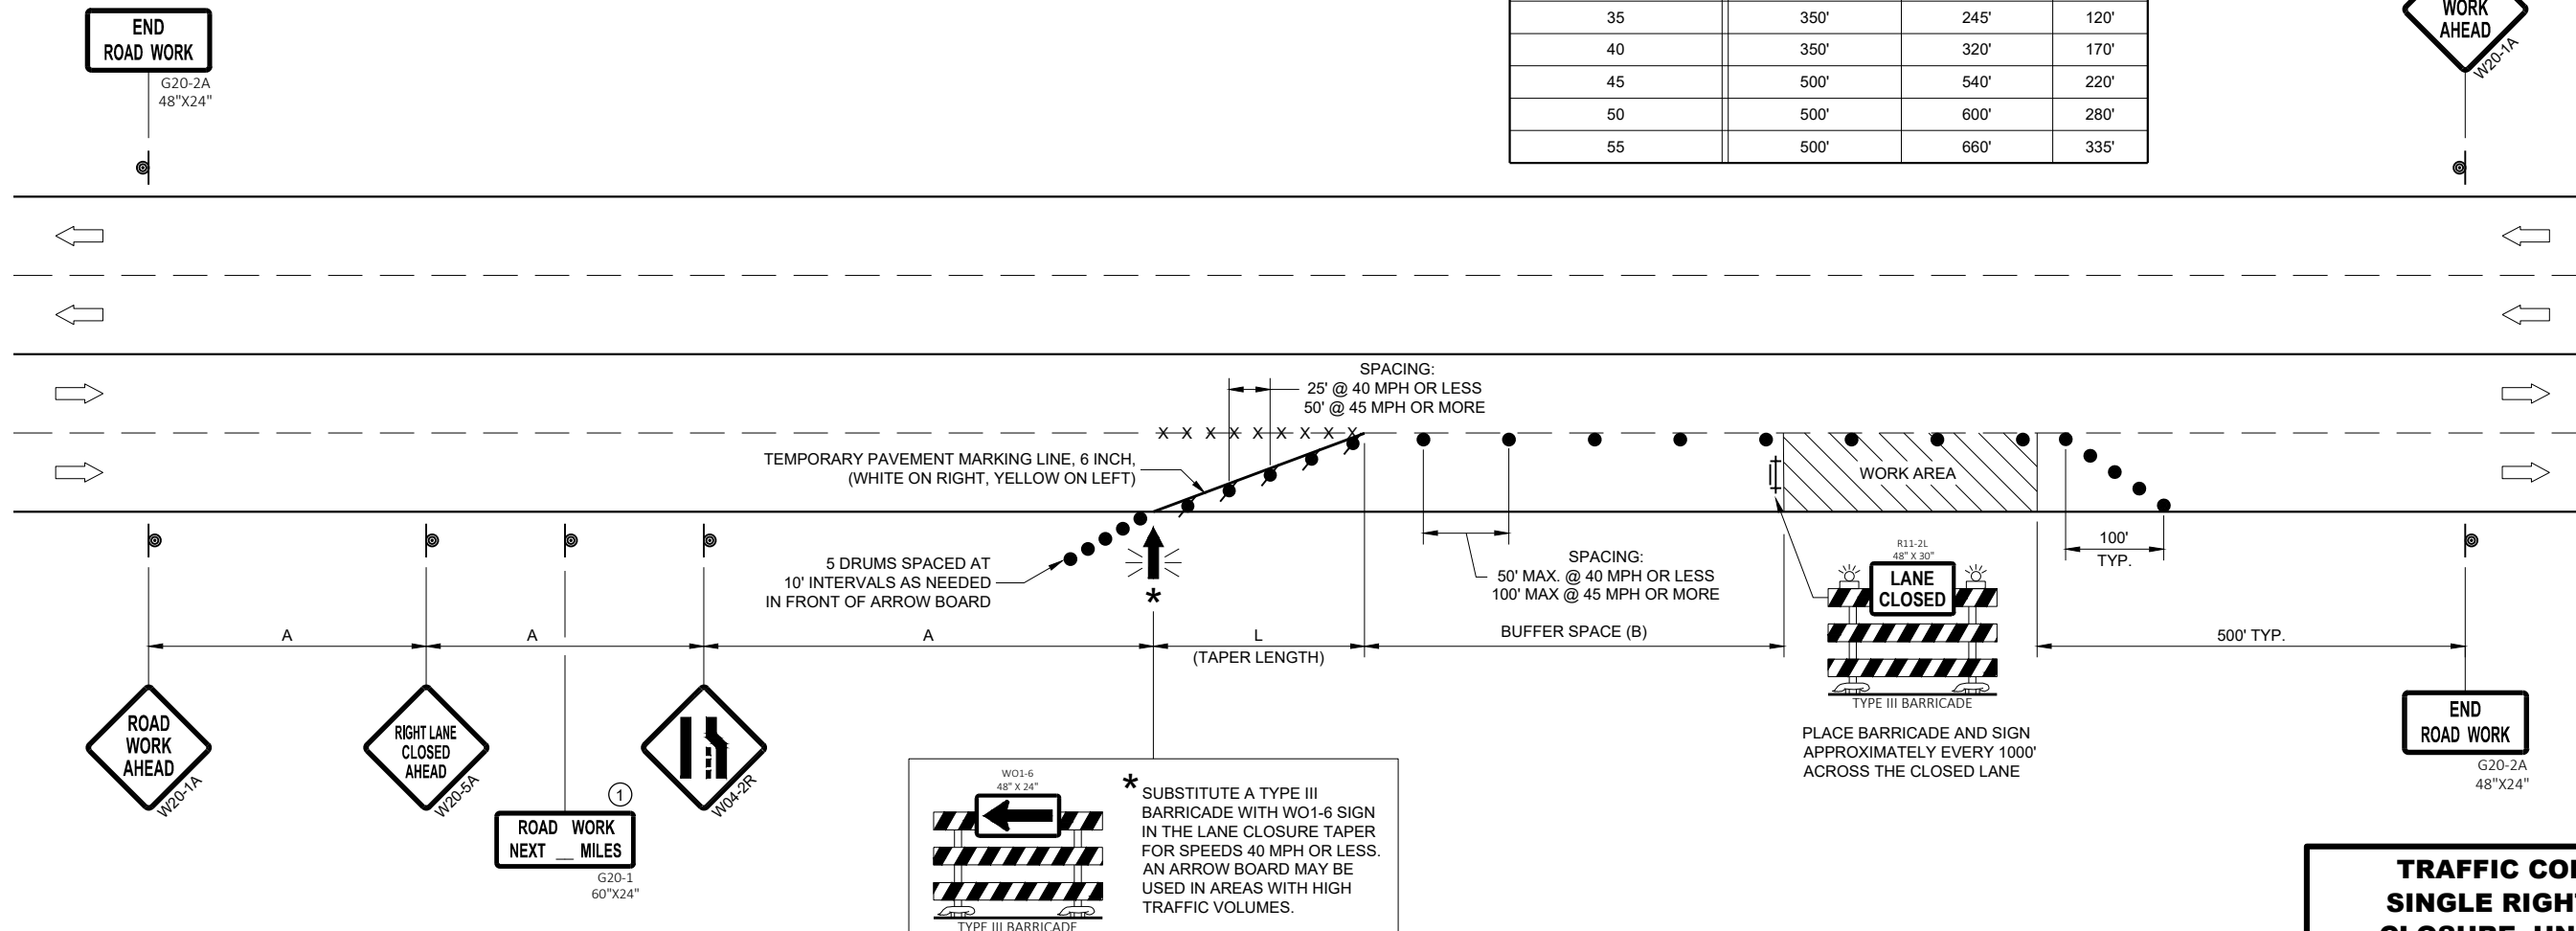 END
ROAD WORK
G20-2A
48"X24"
35 350' 245' 120'
40 350' 320' 170'
45 500' 540' 220'
50 500' 600' 280'
55 500' 660' 335'
WORK
AHEAD
W20-1A
SPACING:
25' @ 40 MPH OR LESS
50' @ 45 MPH OR MORE
X X X X X X X X X
TEMPORARY PAVEMENT MARKING LINE, 6 INCH,
(WHITE ON RIGHT, YELLOW ON LEFT)
WORK AREA
5 DRUMS SPACED AT
10' INTERVALS AS NEEDED
IN FRONT OF ARROW BOARD
*
SPACING:
50' MAX. @ 40 MPH OR LESS
100' MAX @ 45 MPH OR MORE
R11-2L
48" X 30"
LANE
CLOSED
TYPE III BARRICADE
100'
TYP.
A
A
A
L
(TAPER LENGTH)
BUFFER SPACE (B)
500' TYP.
ROAD
WORK
AHEAD
W20-1A
RIGHT LANE
CLOSED
AHEAD
W20-5A
1
ROAD WORK
NEXT __ MILES
G20-1
60"X24"
W04-2R
WO1-6
48" X 24"
TYPE III BARRICADE
* SUBSTITUTE A TYPE III
BARRICADE WITH WO1-6 SIGN
IN THE LANE CLOSURE TAPER
FOR SPEEDS 40 MPH OR LESS.
AN ARROW BOARD MAY BE
USED IN AREAS WITH HIGH
TRAFFIC VOLUMES.
PLACE BARRICADE AND SIGN
APPROXIMATELY EVERY 1000'
ACROSS THE CLOSED LANE
END
ROAD WORK
G20-2A
48"X24"
TRAFFIC CO
SINGLE RIGH
CLOSURE, UN